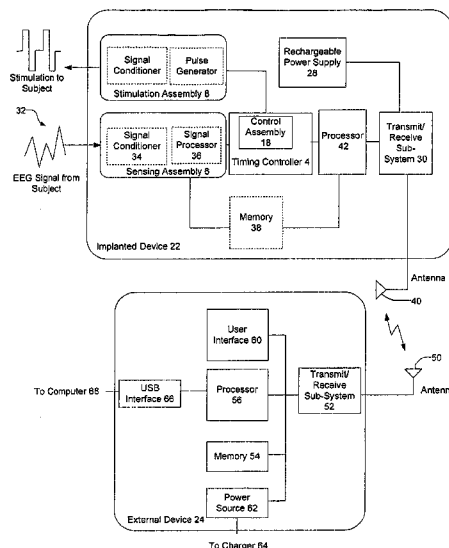 Stimulation to
Subject
32
EEG Signal from
Subject
Signal
Conditioner
Pulse
Generator
Stimulation Assembly 8
Signal
Conditioner
34
Signal
Processor
36
Sensing Assembly 6
Control
Assembly
18
Timing Controller 4
Rechargeable
Power Supply
28
Processor
42
Transmit/
Receive
Sub-
System 30
Memory
38
Implanted Device 22
Antenna
40
50
Antenna
User
Interface 60
To Computer 68
USB
Interface 66
Processor
56
Transmit/
Receive
Sub-System
52
Memory 54
Power
Source 62
External Device 24
To Charger 64